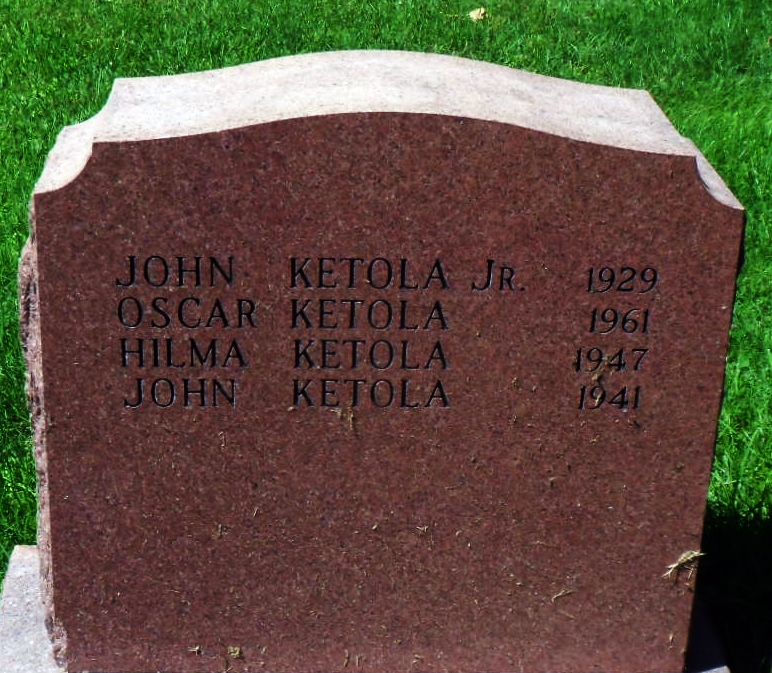 JOHN KETOLA JR. 1929
OSCAR KETOLA 1961
HILMA KETOLA 1947
JOHN KETOLA 1941